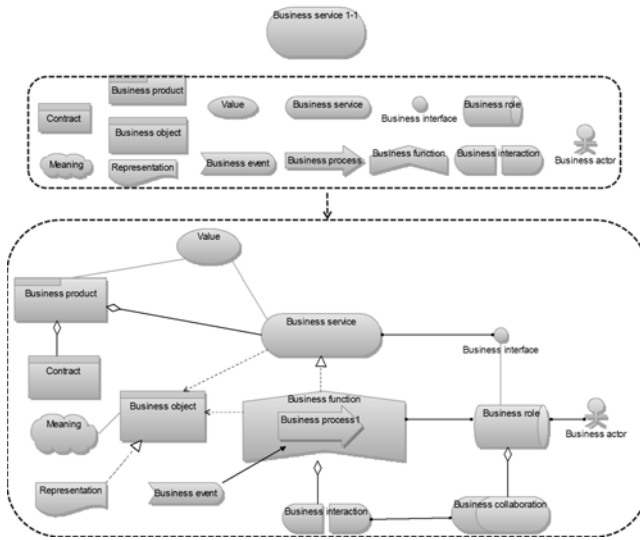 Business service 1-1
Business product
Value
Business service
Business interface
Business role
Contract
Business object
Meaning
Representation
Business event
Business process
Business function
Business interaction
Business actor
Value
Business product
Business service
Business interface
Contract
Business object
Business function
Business process1
Business role
Business actor
Meaning
Representation
Business event
Business interaction
Business collaboration